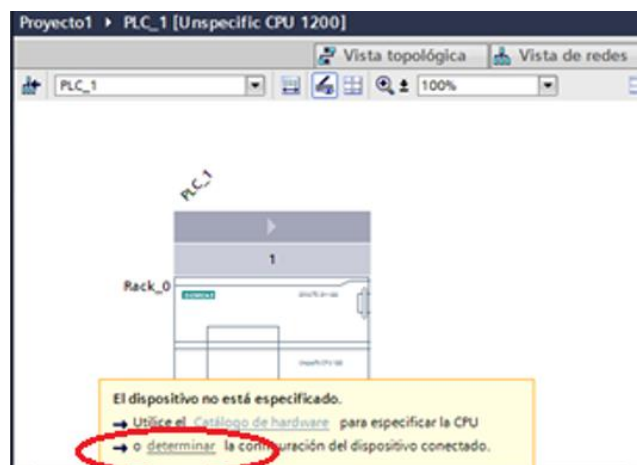 Proyecto1 ▸ PLC_1 [Unspecific CPU 1200]
Vista topológica Vista de redes
PLC_1 100%
PLC_1
1
Rack_0
SIEMENS
El dispositivo no está especificado.
→ Utilice el Catálogo de hardware para especificar la CPU
→ o determinar la configuración del dispositivo conectado.